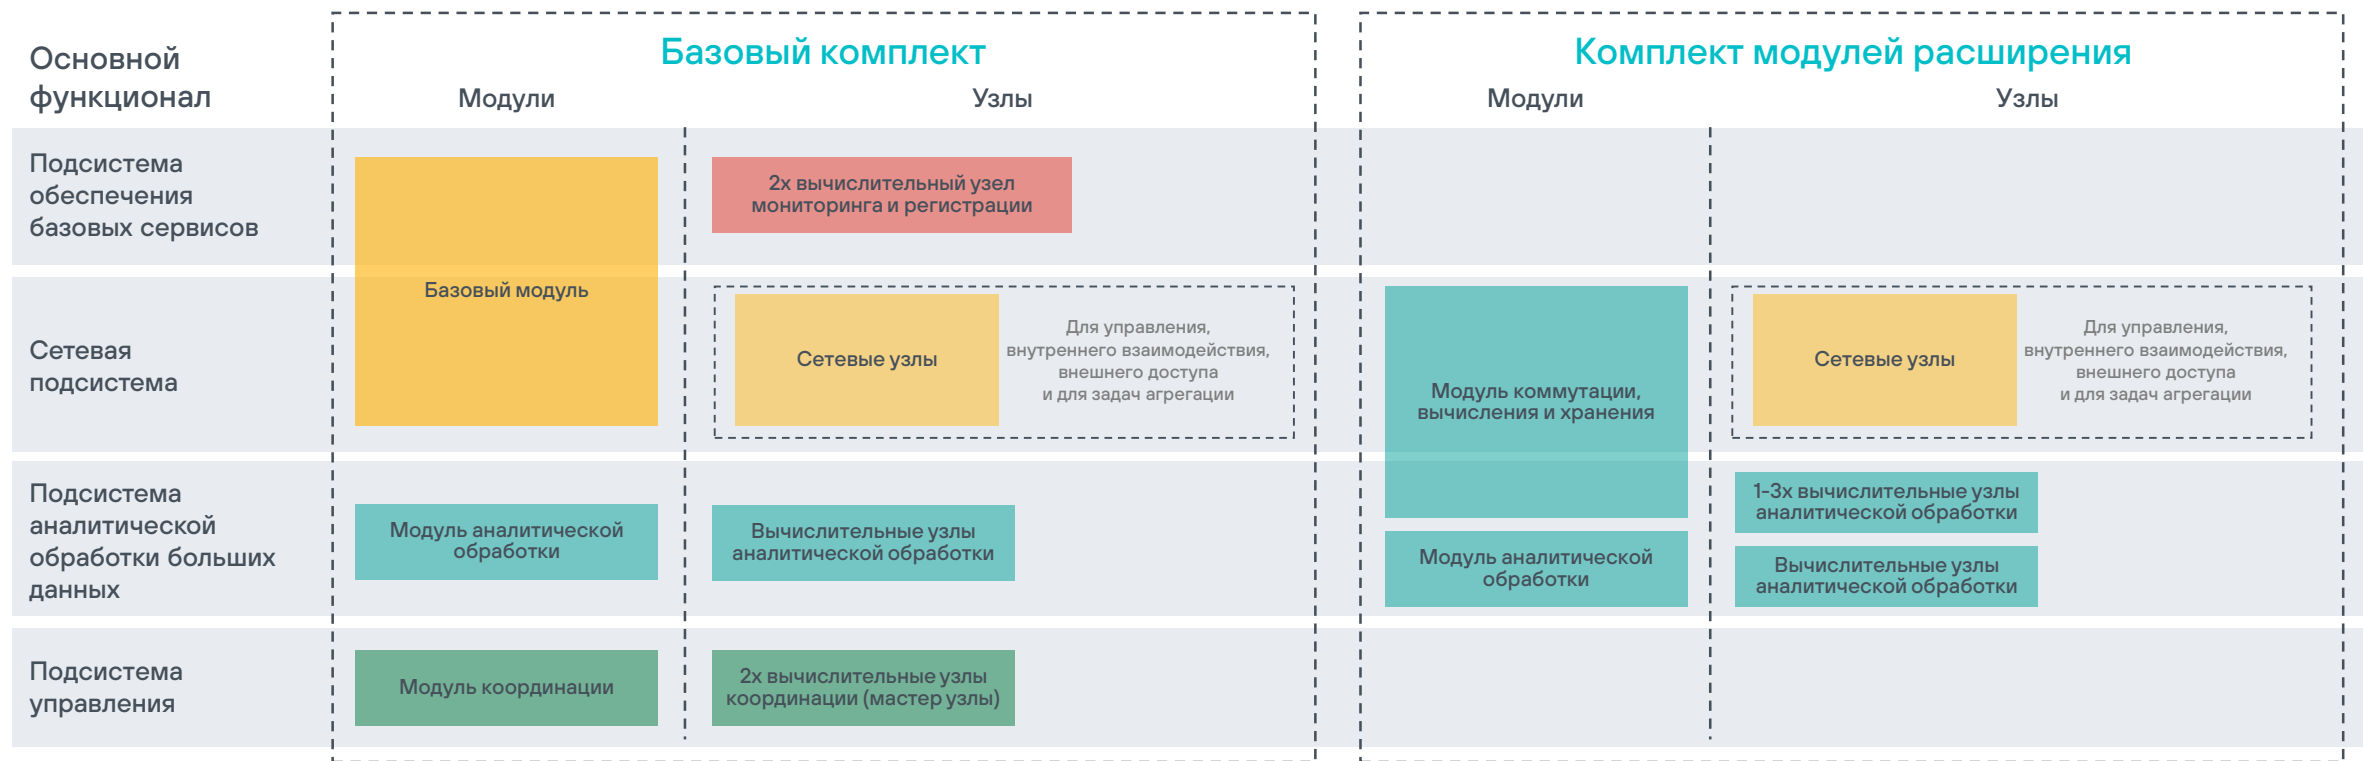 Основной
функционал
Базовый комплект
Модули
Узлы
Комплект модулей расширения
Модули
Узлы
Подсистема
обеспечения
базовых сервисов
Базовый модуль
2х вычислительный узел
мониторинга и регистрации
Сетевая
подсистема
Сетевые узлы
Для управления,
внутреннего взаимодействия,
внешнего доступа
и для задач агрегации
Модуль коммутации,
вычисления и хранения
Сетевые узлы
Для управления,
внутреннего взаимодействия,
внешнего доступа
и для задач агрегации
Подсистема
аналитической
обработки больших
данных
Модуль аналитической
обработки
Вычислительные узлы
аналитической обработки
Модуль аналитической
обработки
1-3х вычислительные узлы
аналитической обработки
Вычислительные узлы
аналитической обработки
Подсистема
управления
Модуль координации
2х вычислительные узлы
координации (мастер узлы)